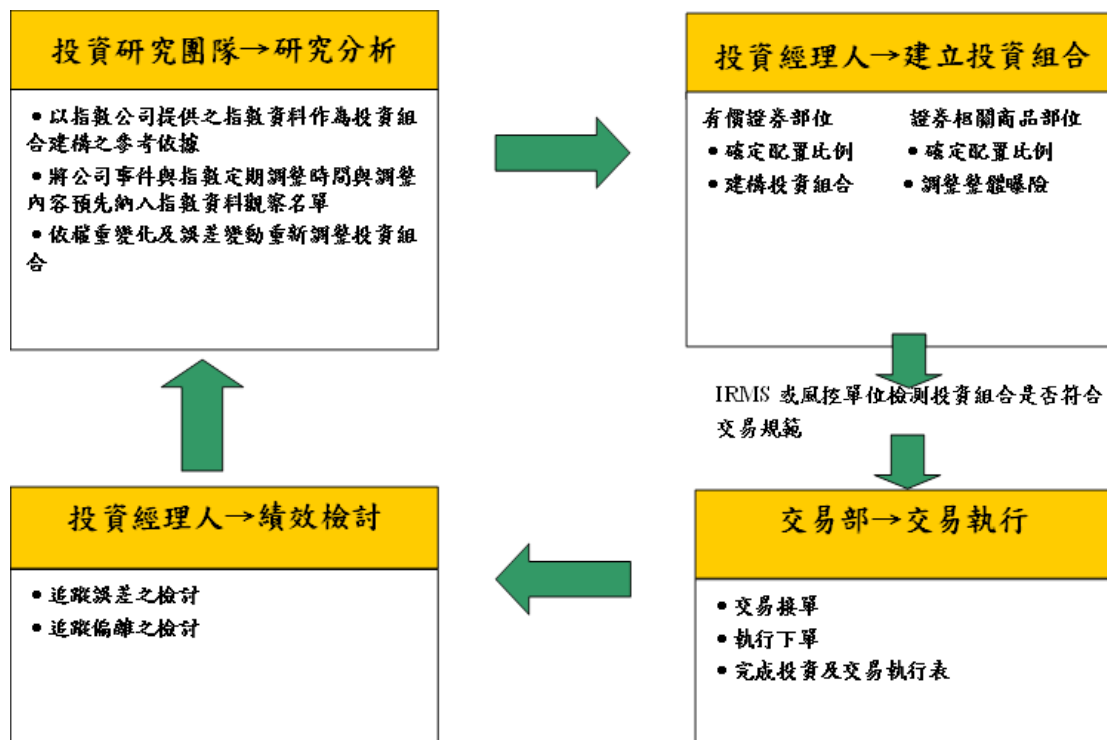 投資研究團隊→研究分析
• 以指數公司提供之指數資料作為投資組
合建構之參考依據
• 將公司事件與指數定期調整時間與調整
內容預先納入指數資料觀察名單
• 依權重變化及誤差變動重新調整投資組
合
投資經理人→建立投資組合
有價證券部位 證券相關商品部位
• 確定配置比例 • 確定配置比例
• 建構投資組合 • 調整整體曝險
IRMS 或風控單位檢測投資組合是否符合
交易規範
交易部→交易執行
• 交易接單
• 執行下單
• 完成投資及交易執行表
投資經理人→績效檢討
• 追蹤誤差之檢討
• 追蹤偏離之檢討